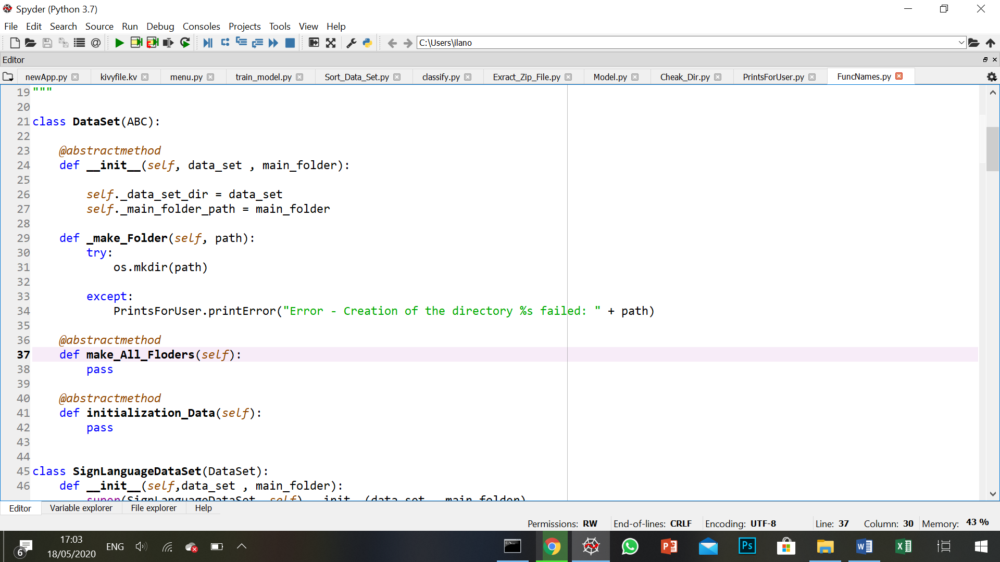 Spyder (Python 3.7)
File Edit Search Source Run Debug Consoles Projects Tools View Help
C:\Users\ilano
Editor
newApp.py kivyfile.kv menu.py train_model.py Sort_Data_Set.py classify.py Exract_Zip_File.py Model.py Cheak_Dir.py PrintsForUser.py FuncNames.py
19 """
20
21 class DataSet(ABC):
22
23 @abstractmethod
24 def __init__(self, data_set , main_folder):
25
26 self._data_set_dir = data_set
27 self._main_folder_path = main_folder
28
29 def _make_Folder(self, path):
30 try:
31 os.mkdir(path)
32
33 except:
34 PrintsForUser.printError("Error - Creation of the directory %s failed: " + path)
35
36 @abstractmethod
37 def make_All_Floders(self):
38 pass
39
40 @abstractmethod
41 def initialization_Data(self):
42 pass
43
44
45 class SignLanguageDataSet(DataSet):
46 def __init__(self,data_set , main_folder):
super(SignLanguageDataSet, self).__init__(data_set , main_folder)
Editor Variable explorer File explorer Help
Permissions: RW End-of-lines: CRLF Encoding: UTF-8 Line: 37 Column: 30 Memory: 43 %
6 17:03 ENG
18/05/2020